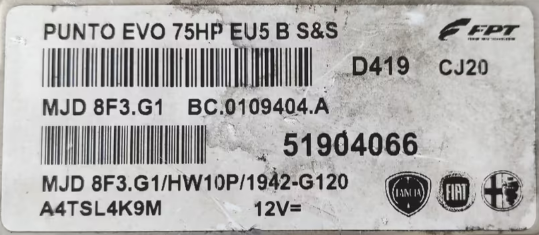 PUNTO EVO 75HP EU5 B S&S
FPT
D419 CJ20
MJD 8F3.G1 BC.0109404.A
51904066
MJD 8F3.G1/HW10P/1942-G120
A4TSL4K9M 12V=
LANCIA
FIAT